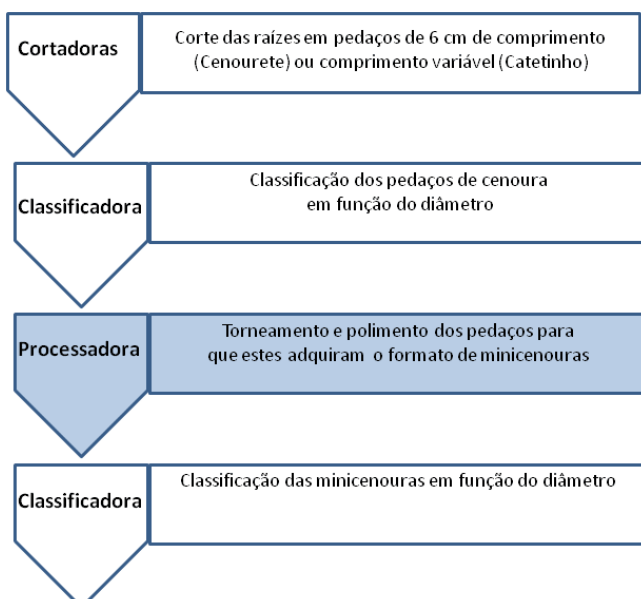 Cortadoras
Corte das raízes em pedaços de 6 cm de comprimento
(Cenourete) ou comprimento variável (Catetinho)
Classificadora
Classificação dos pedaços de cenoura
em função do diâmetro
Processadora
Torneamento e polimento dos pedaços para
que estes adquiram o formato de minicenouras
Classificadora
Classificação das minicenouras em função do diâmetro